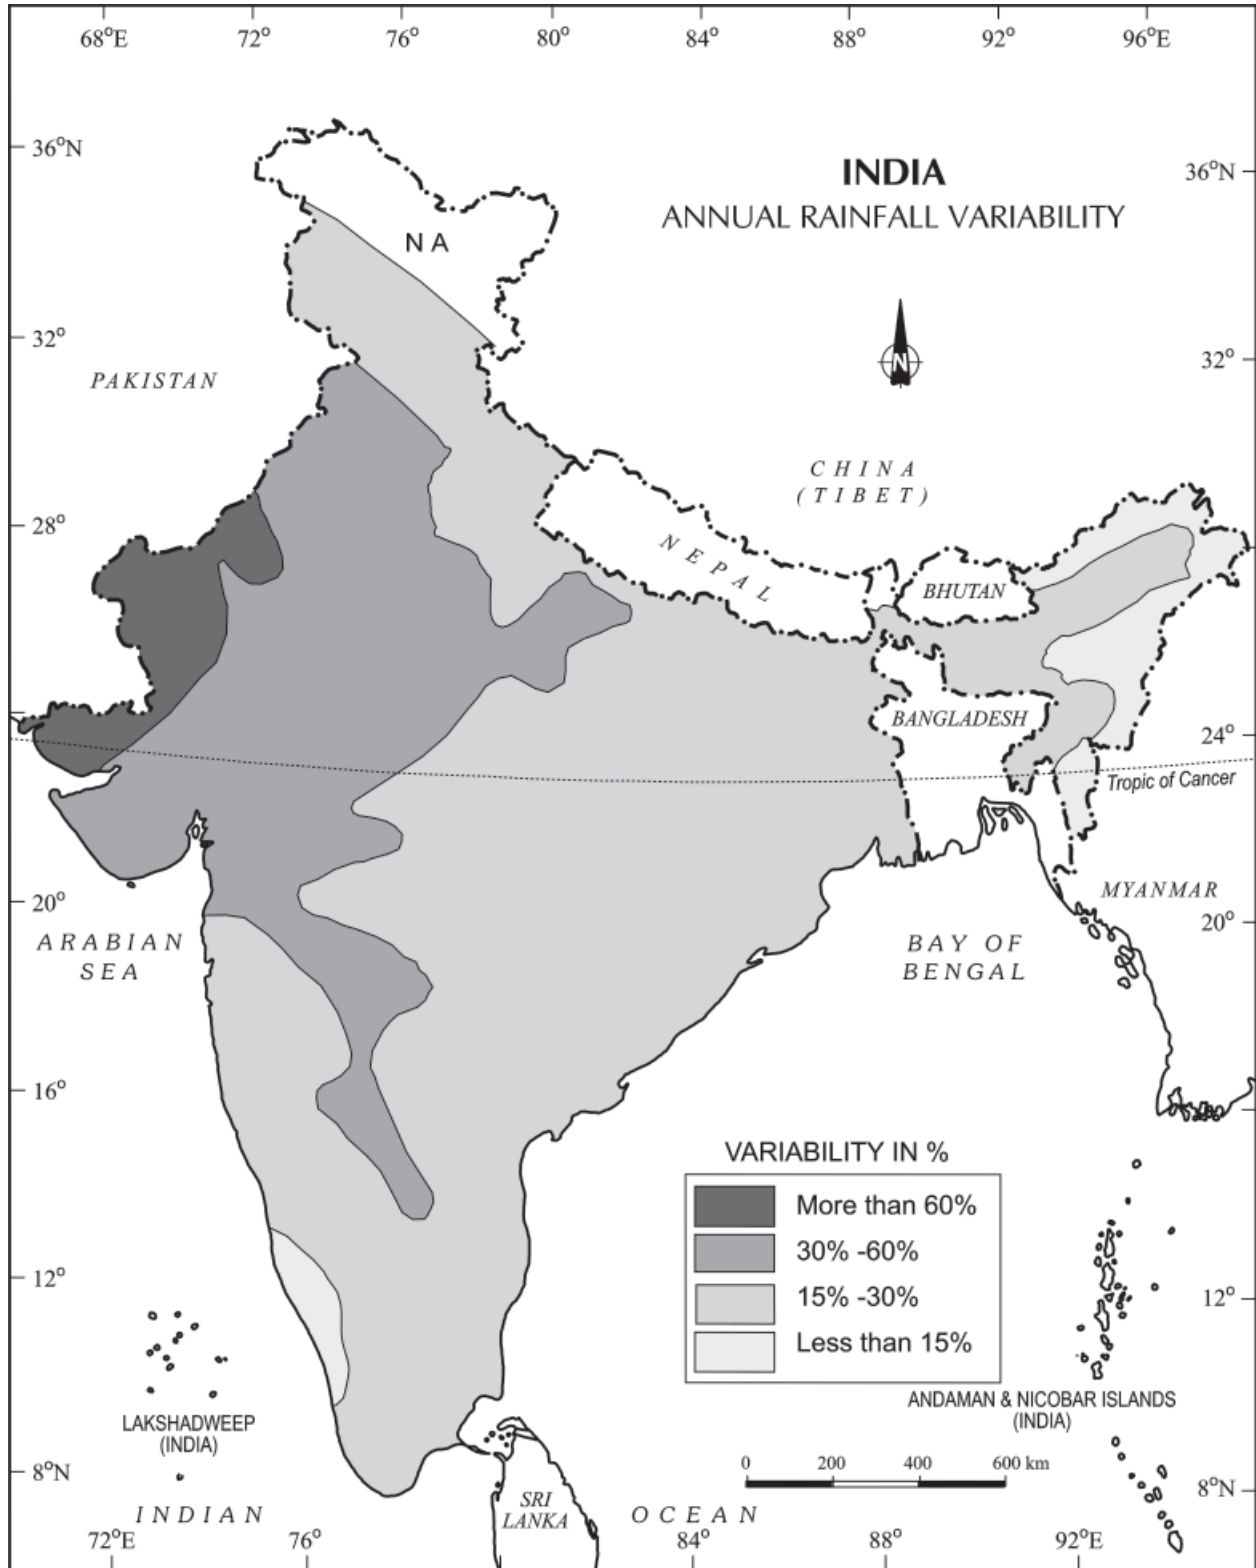 68°E 72° 76° 80° 84° 88° 92° 96°E
36°N
36°N
INDIA
ANNUAL RAINFALL VARIABILITY
N A
N
32°
32°
PAKISTAN
CHINA
(TIBET)
28°
NEPAL
BHUTAN
BANGLADESH
24°
Tropic of Cancer
20°
MYANMAR
20°
ARABIAN
SEA
BAY OF
BENGAL
16°
VARIABILITY IN %
More than 60%
30% -60%
15% -30%
Less than 15%
12°
12°
ANDAMAN & NICOBAR ISLANDS
(INDIA)
LAKSHADWEEP
(INDIA)
0 200 400 600 km
8°N
8°N
SRI
LANKA
INDIAN
OCEAN
72°E 76° 84° 88° 92°E